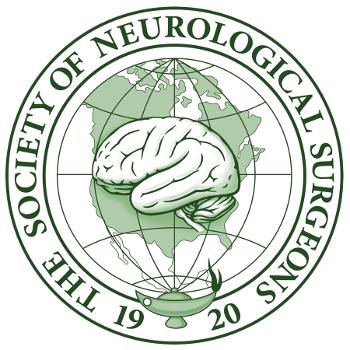 THE SOCIETY OF NEUROLOGICAL SURGEONS
19 20